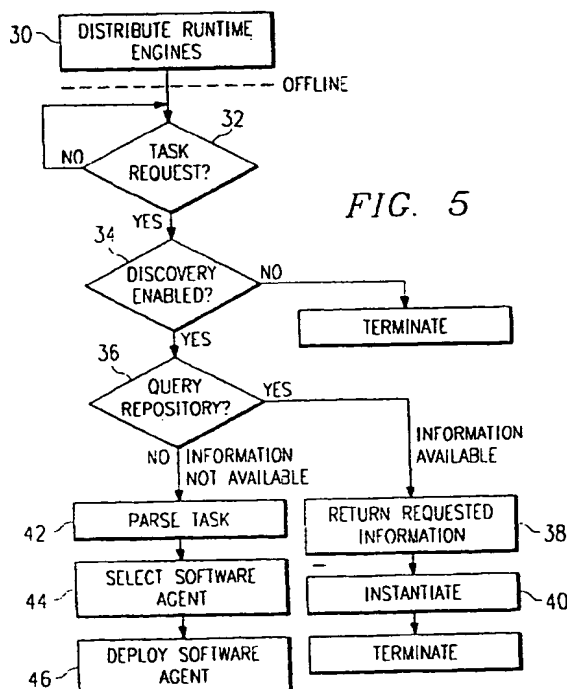 30
DISTRIBUTE RUNTIME
ENGINES
OFFLINE
32
NO
TASK
REQUEST?
FIG. 5
YES
34
DISCOVERY
ENABLED?
NO
TERMINATE
YES
36
QUERY
REPOSITORY?
YES
INFORMATION
AVAILABLE
NO INFORMATION
NOT AVAILABLE
42
PARSE TASK
RETURN REQUESTED
INFORMATION
38
44
SELECT SOFTWARE
AGENT
INSTANTIATE
40
46
DEPLOY SOFTWARE
AGENT
TERMINATE